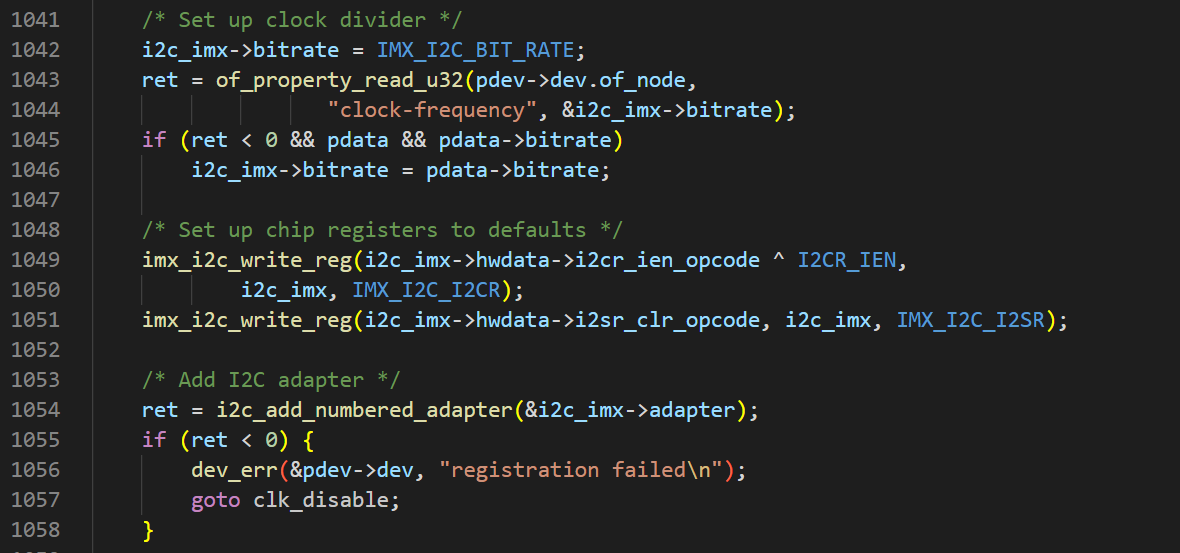 1041 /* Set up clock divider */
1042 i2c_imx->bitrate = IMX_I2C_BIT_RATE;
1043 ret = of_property_read_u32(pdev->dev.of_node,
1044 "clock-frequency", &i2c_imx->bitrate);
1045 if (ret < 0 && pdata && pdata->bitrate)
1046 i2c_imx->bitrate = pdata->bitrate;
1047
1048 /* Set up chip registers to defaults */
1049 imx_i2c_write_reg(i2c_imx->hwdata->i2cr_ien_opcode ^ I2CR_IEN,
1050 i2c_imx, IMX_I2C_I2CR);
1051 imx_i2c_write_reg(i2c_imx->hwdata->i2sr_clr_opcode, i2c_imx, IMX_I2C_I2SR);
1052
1053 /* Add I2C adapter */
1054 ret = i2c_add_numbered_adapter(&i2c_imx->adapter);
1055 if (ret < 0) {
1056 dev_err(&pdev->dev, "registration failed\n");
1057 goto clk_disable;
1058 }